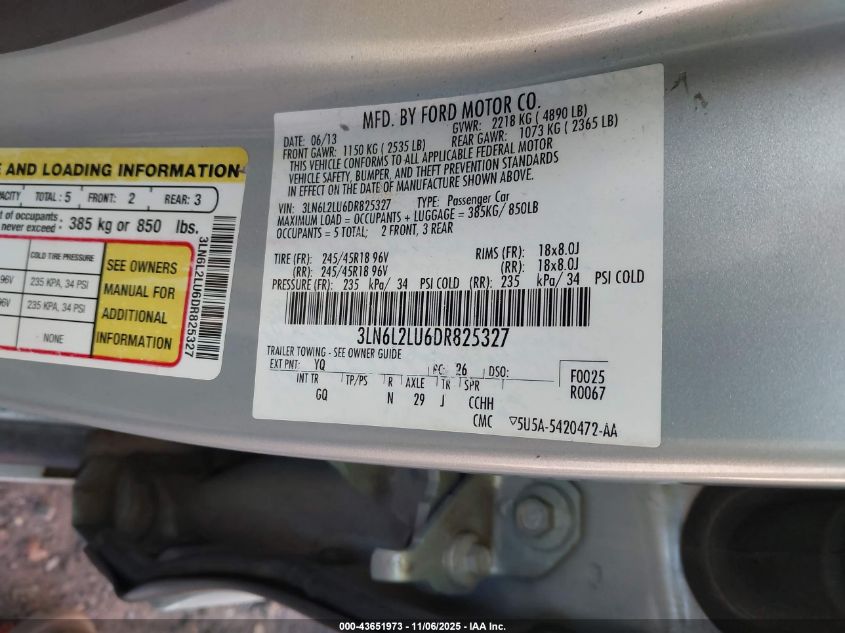 MFD. BY FORD MOTOR CO.
DATE: 06/13 GVWR: 2218 KG ( 4890 LB)
FRONT GAWR: 1150 KG ( 2535 LB) REAR GAWR: 1073 KG ( 2365 LB)
THIS VEHICLE CONFORMS TO ALL APPLICABLE FEDERAL MOTOR
VEHICLE SAFETY, BUMPER, AND THEFT PREVENTION STANDARDS
IN EFFECT ON THE DATE OF MANUFACTURE SHOWN ABOVE.
VIN: 3LN6L2LU6DR825327 TYPE: Passenger Car
MAXIMUM LOAD = OCCUPANTS + LUGGAGE = 385KG/850LB
OCCUPANTS = 5 TOTAL; 2 FRONT, 3 REAR
TIRE (FR): 245/45R18 96V RIMS (FR): 18x8.0J
(RR): 245/45R18 96V (RR): 18x8.0J
PRESSURE (FR): 235 kPa/ 34 PSI COLD (RR): 235 kPa/ 34 PSI COLD
3LN6L2LU6DR825327
TRAILER TOWING - SEE OWNER GUIDE
EXT PNT: YQ RC: 26 DSO: F0025
INT TR TP/PS R AXLE TR SPR R0067
GQ N 29 J CCHH
CMC ▽5U5A-5420472-AA
AND LOADING INFORMATION
TOTAL : 5 FRONT: 2 REAR: 3
of occupants
never exceed · 385 kg or 850 lbs.
COLD TIRE PRESSURE
96V 235 KPA, 34 PSI
235 KPA, 34 PSI
NONE
SEE OWNERS
MANUAL FOR
ADDITIONAL
INFORMATION
3LN6L2LU6DR825327
000-43651973 — 11/06/2025 — IAA Inc.